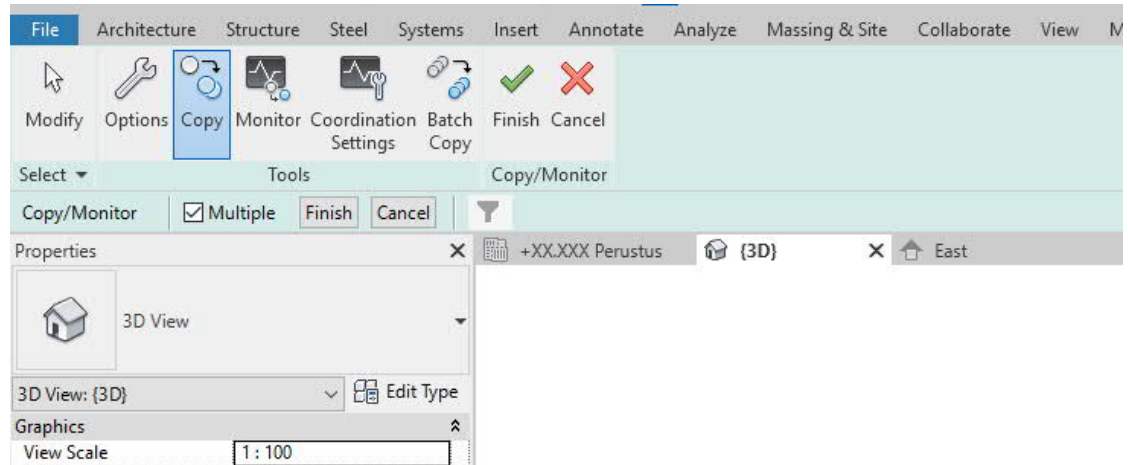 File Architecture Structure Steel Systems Insert Annotate Analyze Massing & Site Collaborate View M
Modify Options Copy Monitor Coordination Settings Batch Copy Finish Cancel
Select Tools Copy/Monitor
Copy/Monitor Multiple Finish Cancel
Properties +XX.XXX Perustus {3D} East
3D View
3D View: {3D} Edit Type
Graphics
View Scale 1 : 100